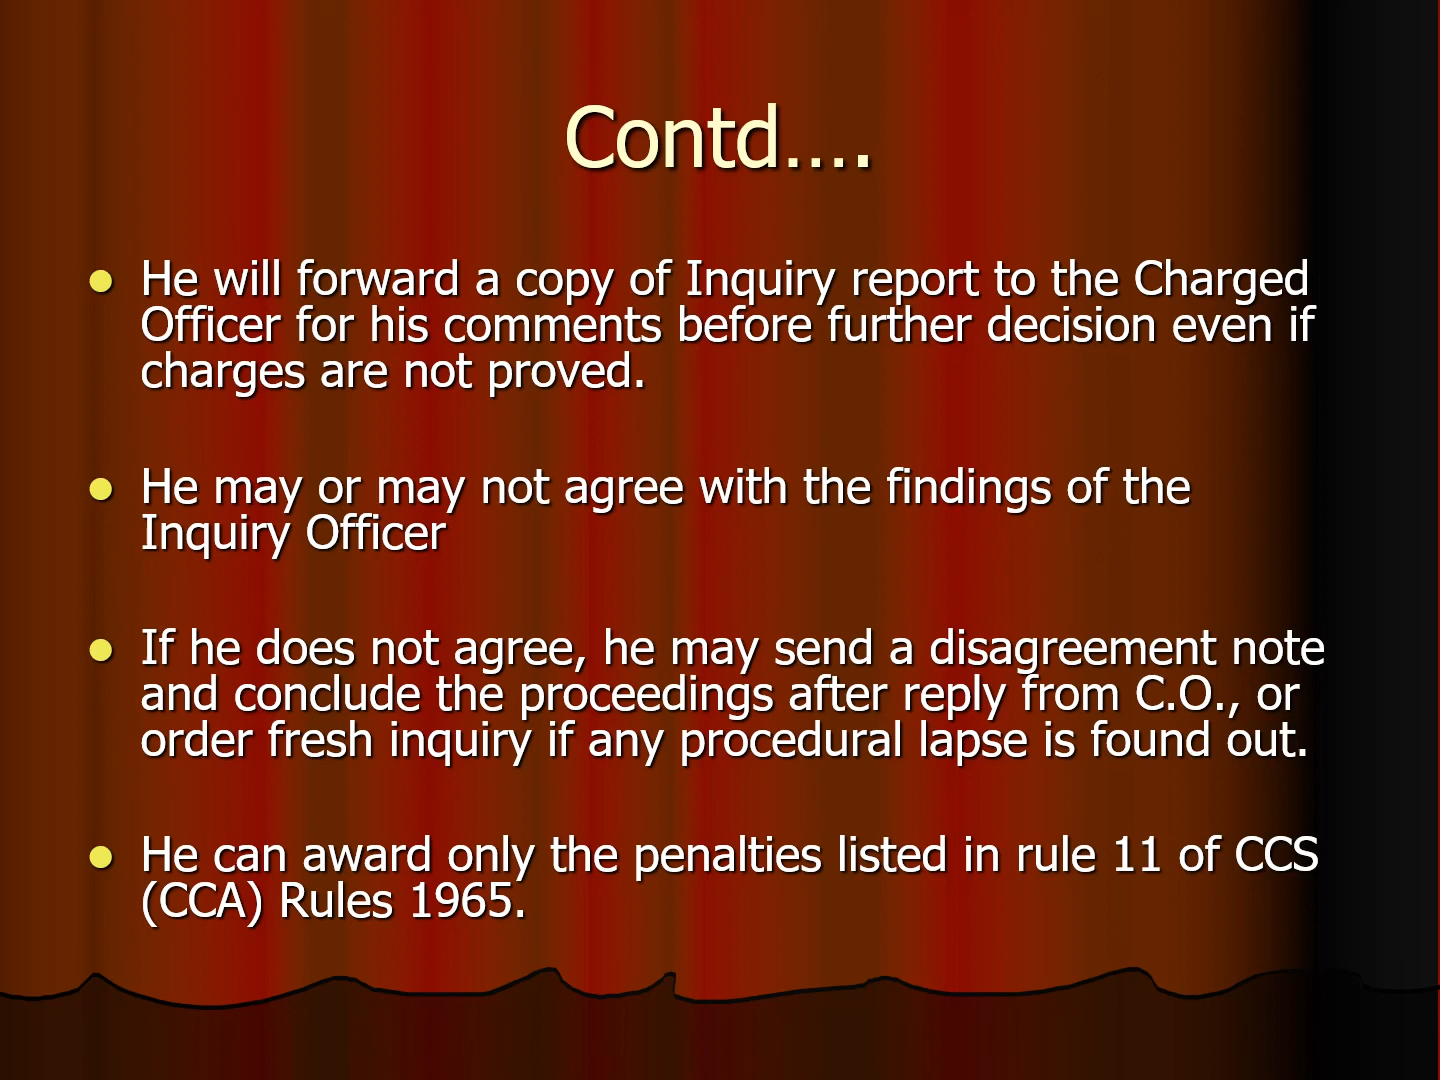 Contd….
He will forward a copy of Inquiry report to the Charged
Officer for his comments before further decision even if
charges are not proved.
He may or may not agree with the findings of the
Inquiry Officer
If he does not agree, he may send a disagreement note
and conclude the proceedings after reply from C.O., or
order fresh inquiry if any procedural lapse is found out.
He can award only the penalties listed in rule 11 of CCS
(CCA) Rules 1965.